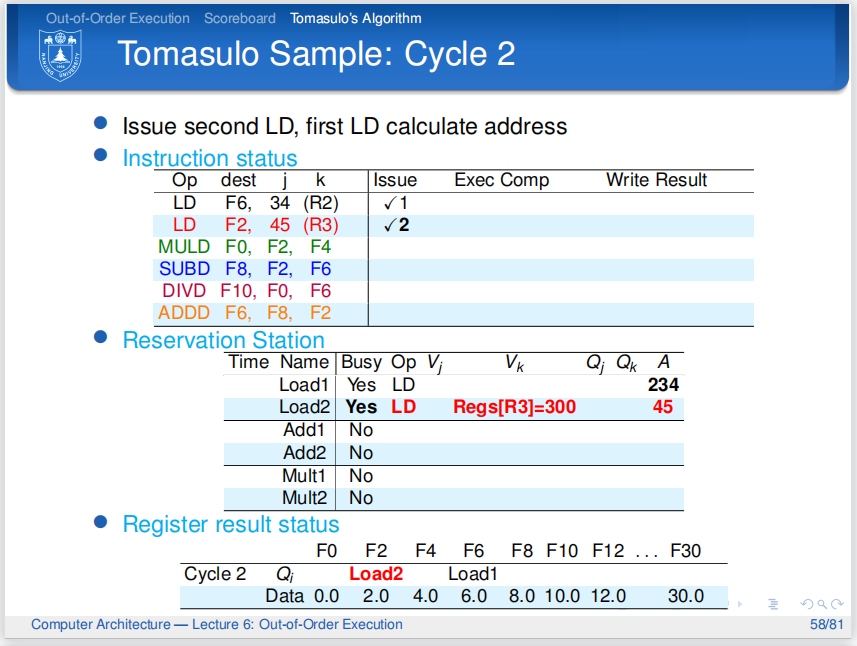 Out-of-Order Execution Scoreboard Tomasulo's Algorithm
Tomasulo Sample: Cycle 2
Issue second LD, first LD calculate address
Instruction status
Op dest j k Issue Exec Comp Write Result
LD F6, 34 (R2) ✓1
LD F2, 45 (R3) ✓2
MULD F0, F2, F4
SUBD F8, F2, F6
DIVD F10, F0, F6
ADDD F6, F8, F2
Reservation Station
Time Name Busy Op Vj Vk Qj Qk A
Load1 Yes LD 234
Load2 Yes LD Regs[R3]=300 45
Add1 No
Add2 No
Mult1 No
Mult2 No
Register result status
F0 F2 F4 F6 F8 F10 F12 ... F30
Cycle 2 Qi Load2 Load1
Data 0.0 2.0 4.0 6.0 8.0 10.0 12.0 30.0
Computer Architecture — Lecture 6: Out-of-Order Execution 58/81